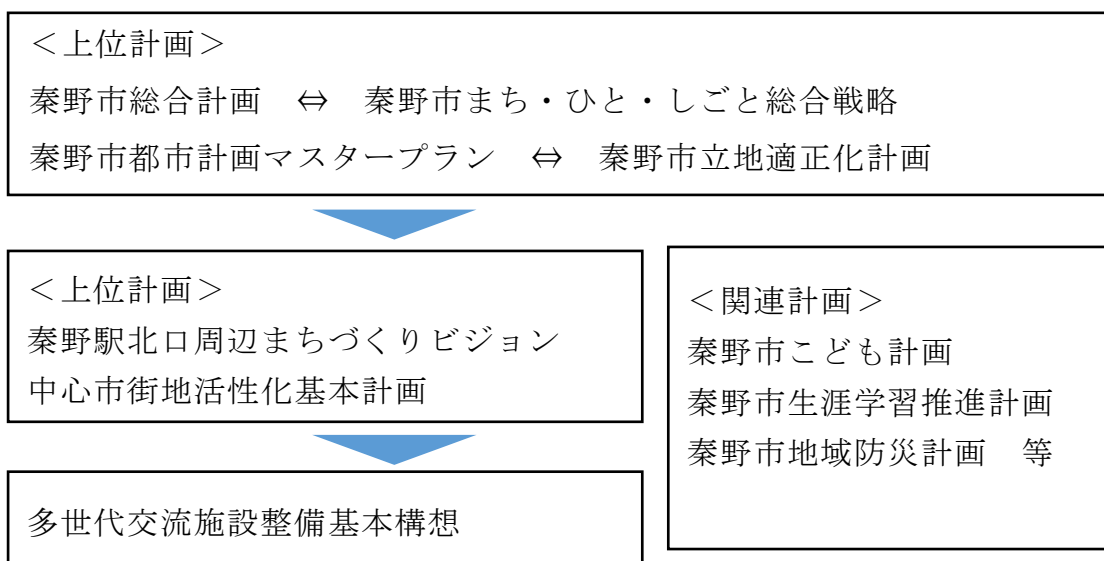 ＜上位計画＞
秦野市総合計画　⇔　秦野市まち・ひと・しごと総合戦略
秦野市都市計画マスタープラン　⇔　秦野市立地適正化計画
＜上位計画＞
秦野駅北口周辺まちづくりビジョン
中心市街地活性化基本計画
＜関連計画＞
秦野市こども計画
秦野市生涯学習推進計画
秦野市地域防災計画　等
多世代交流施設整備基本構想